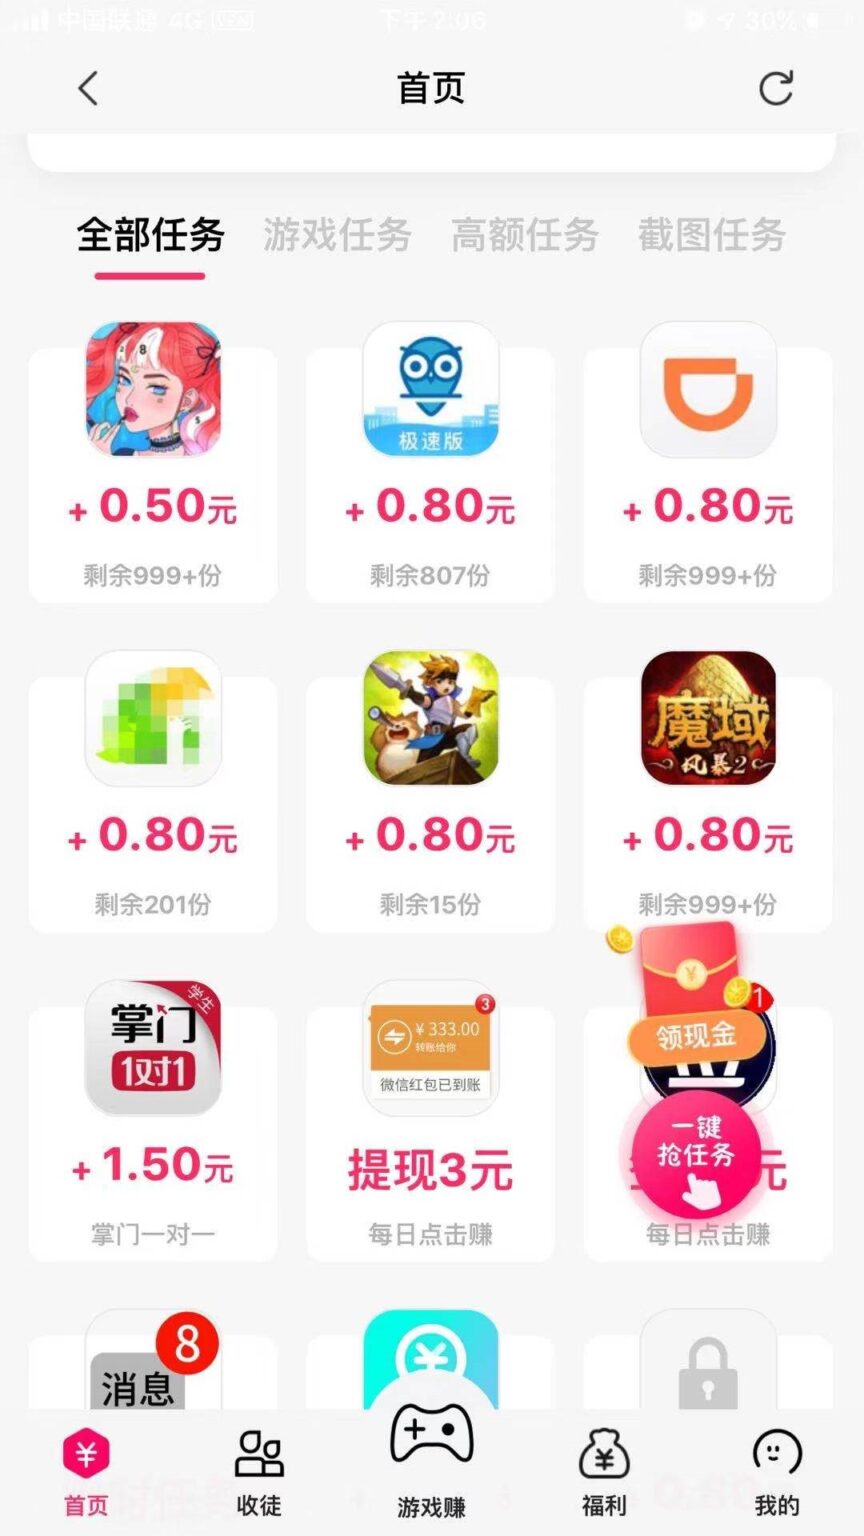 中国联通 4G
下午2:06
30%
首页
全部任务 游戏任务 高额任务 截图任务
8
极速版
+0.50元
+0.80元
+0.80元
剩余999+份
剩余807份
剩余999+份
魔域
风暴2
+0.80元
+0.80元
+0.80元
剩余201份
剩余15份
剩余999+份
学生
掌门
1对1
3
¥333.00
转账给你
微信红包已到账
¥
1
领现金
一键
抢任务
+1.50元
提现3元
元
掌门一对一
每日点击赚
每日点击赚
8
消息
¥
¥
¥
首页
收徒
游戏赚
福利
我的